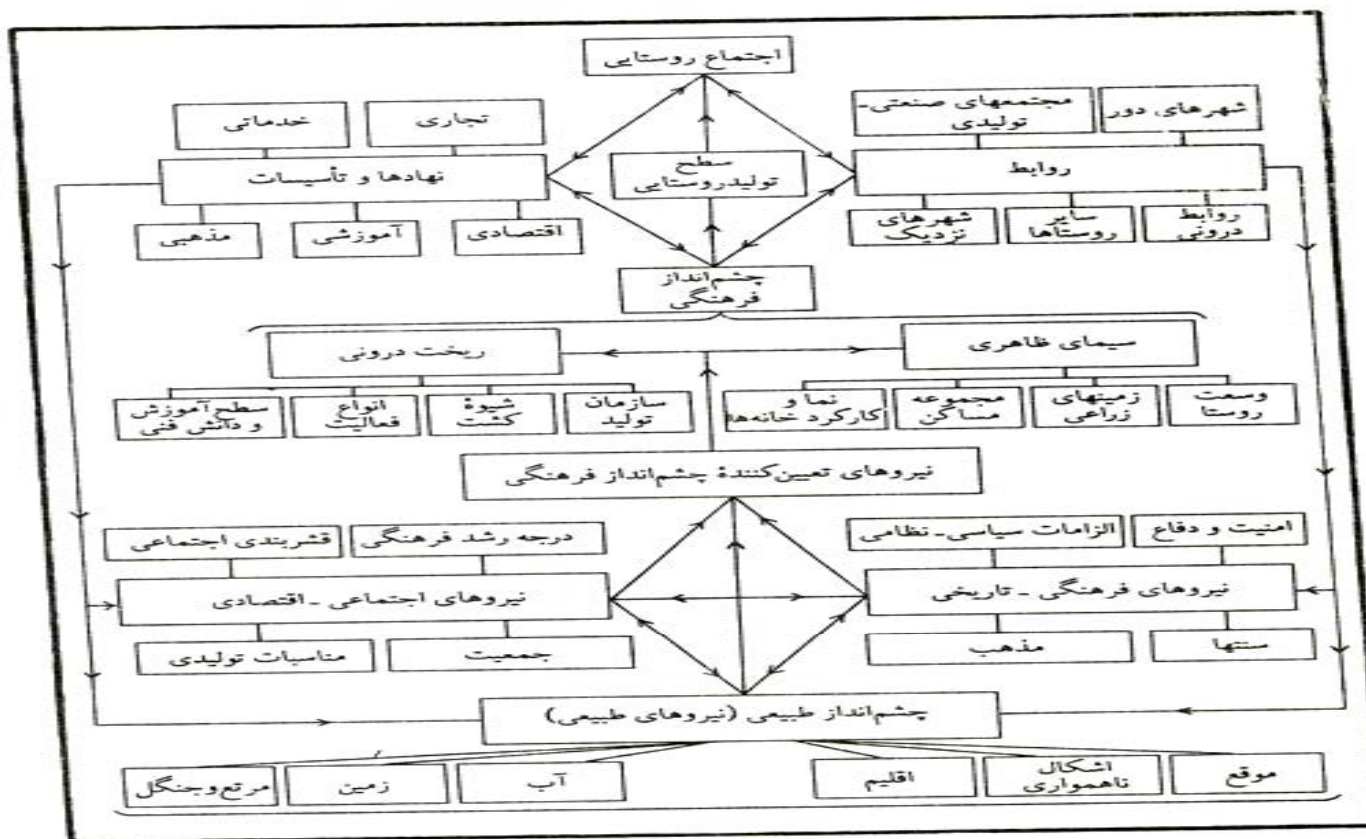 اجتماع روستایی
شهرهای دور
مجتمعهای صنعتی-
تولیدی
تجاری
خدماتی
روابط
سطح
تولید روستایی
نهادها و تأسیسات
روابط
درونی
سایر
روستاها
شهرهای
نزدیک
اقتصادی
آموزشی
مذهبی
چشم‌انداز
فرهنگی
سیمای ظاهری
ریخت درونی
وسعت
روستا
زمینهای
زراعی
مجموعه
مساکن
نما و
کارکرد خانه‌ها
سازمان
تولید
شیوهٔ
کشت
انواع
فعالیت
سطح آموزش
و دانش فنی
نیروهای تعیین‌کنندهٔ چشم‌انداز فرهنگی
امنیت و دفاع
الزامات سیاسی- نظامی
درجه رشد فرهنگی
قشربندی اجتماعی
نیروهای فرهنگی - تاریخی
نیروهای اجتماعی - اقتصادی
سنتها
مذهب
جمعیت
مناسبات تولیدی
چشم‌انداز طبیعی (نیروهای طبیعی)
موقع
اشکال
ناهمواری
اقلیم
آب
زمین
مرتع وجنگل